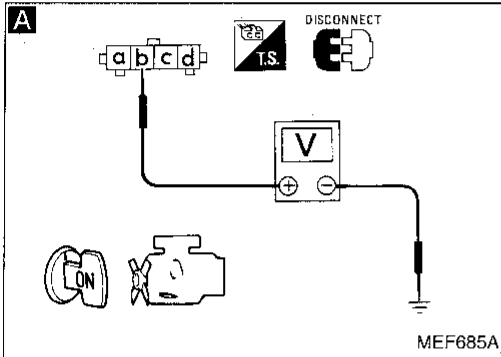 A
DISCONNECT
T.S.
a b c d
V
+ −
ON
MEF685A